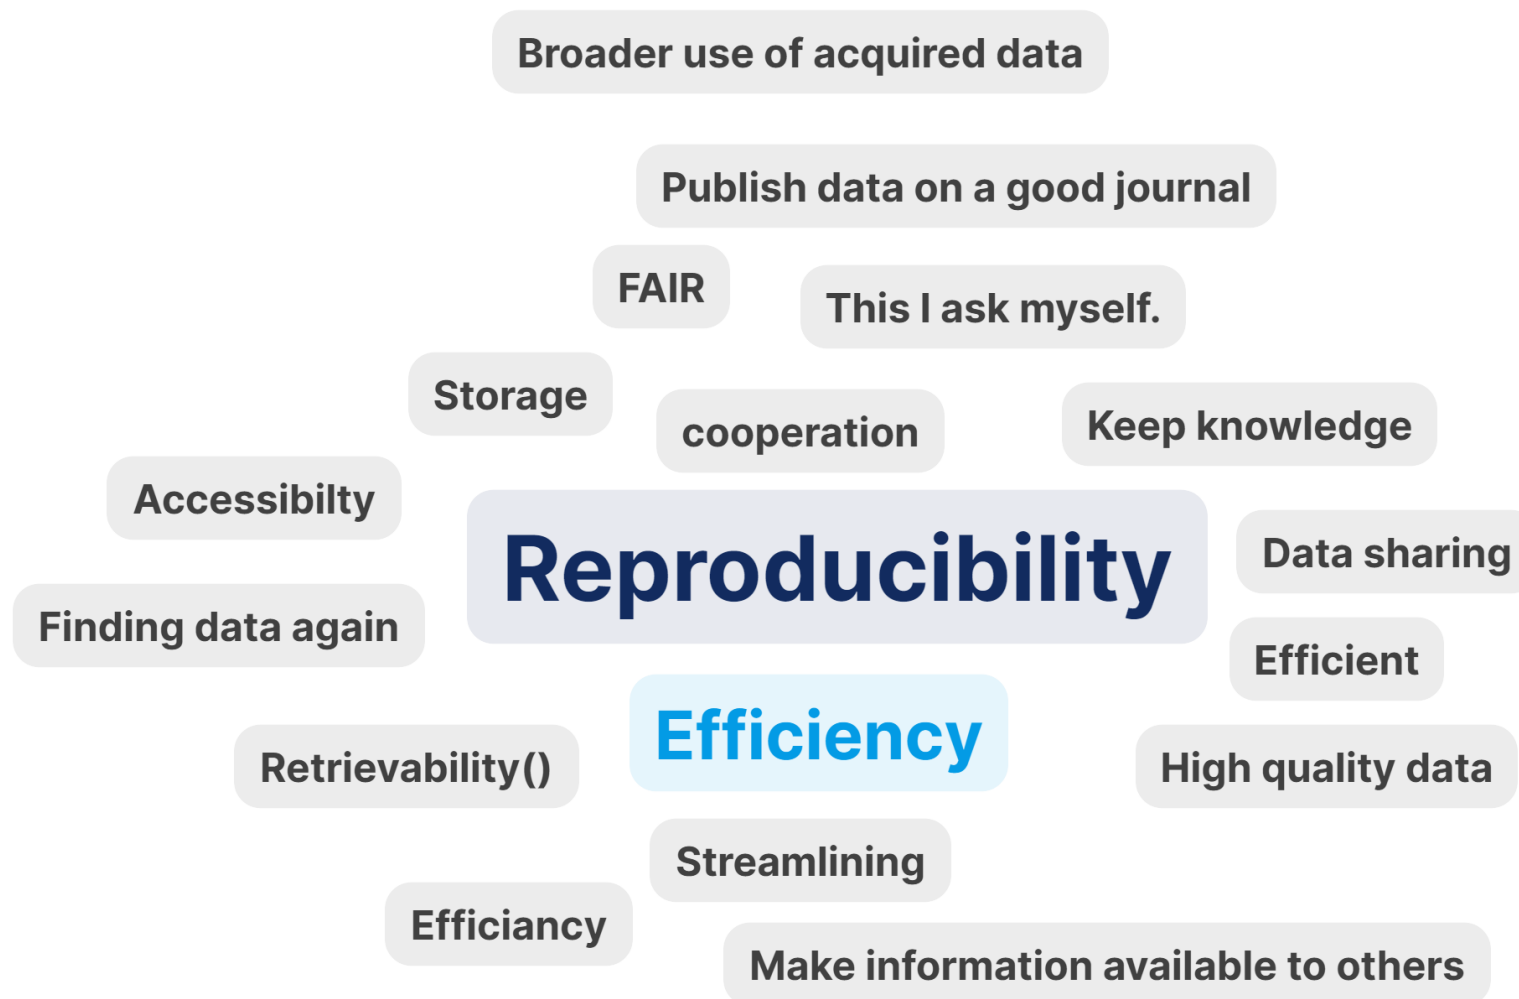 Broader use of acquired data
Publish data on a good journal
FAIR
This I ask myself.
Storage
cooperation
Keep knowledge
Accessibilty
Reproducibility
Data sharing
Finding data again
Efficient
Efficiency
Retrievability()
High quality data
Streamlining
Efficiancy
Make information available to others